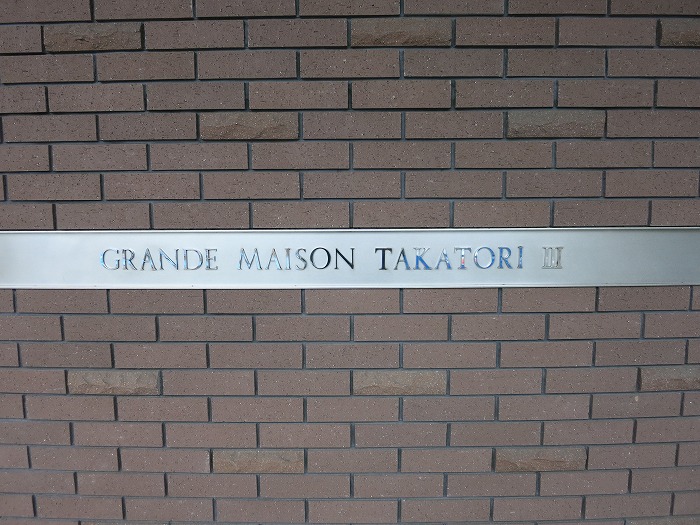 GRANDE MAISON TAKATORI III